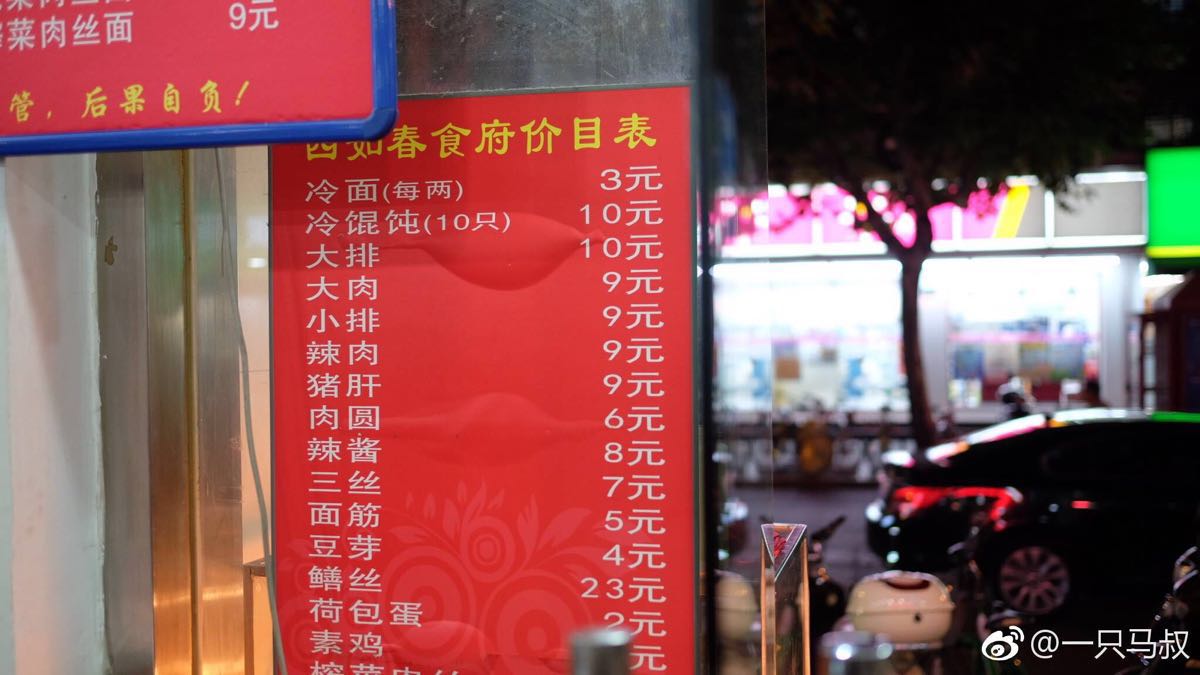 菜肉丝面 9元
管，后果自负！
如春食府价目表
冷面(每两) 3元
冷馄饨(10只) 10元
大排 10元
大肉 9元
小排 9元
辣肉 9元
猪肝 9元
肉圆 6元
辣酱 8元
三丝 7元
面筋 5元
豆芽 4元
鳝丝 23元
荷包蛋 2元
素鸡 元
@一只马叔